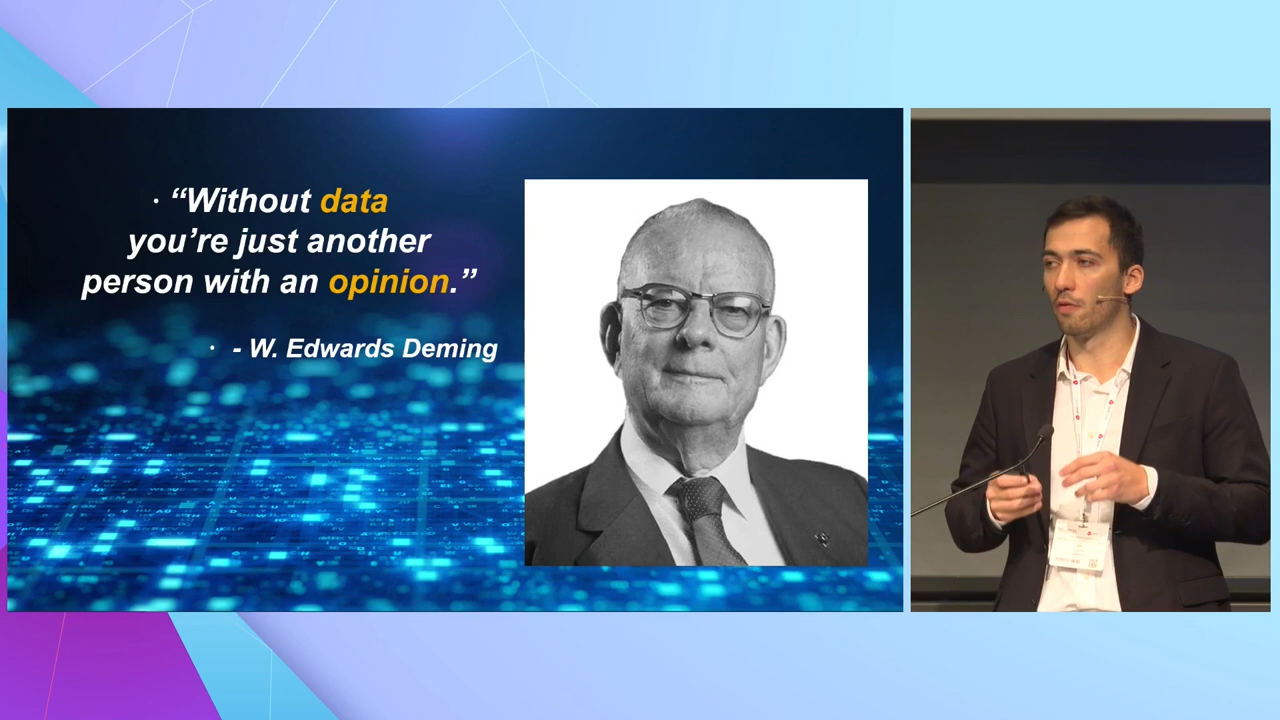 · “Without data
you’re just another
person with an opinion.”
· - W. Edwards Deming